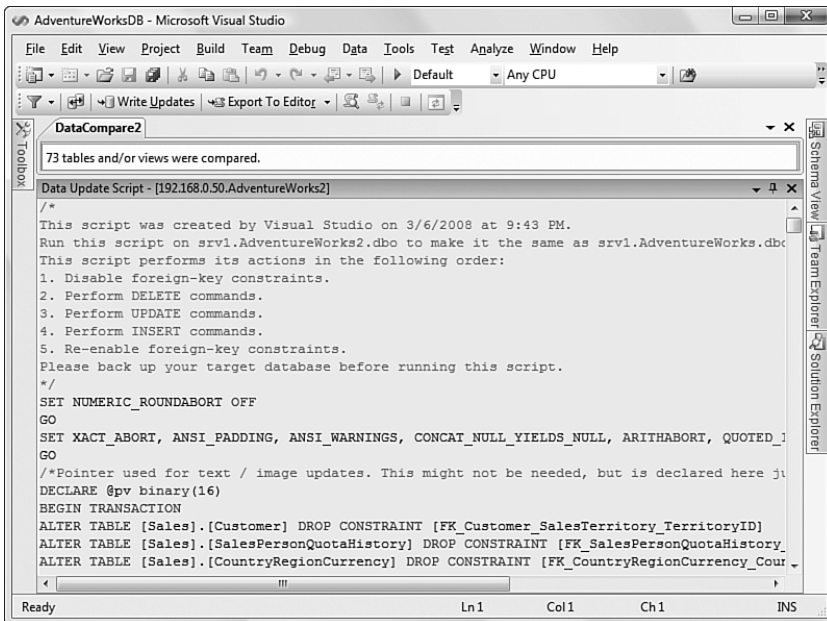 AdventureWorksDB - Microsoft Visual Studio
File Edit View Project Build Team Debug Data Tools Test Analyze Window Help
Default Any CPU
Write Updates Export To Editor
Toolbox
DataCompare2
73 tables and/or views were compared.
Data Update Script - [192.168.0.50.AdventureWorks2]
/*
This script was created by Visual Studio on 3/6/2008 at 9:43 PM.
Run this script on srv1.AdventureWorks2.dbo to make it the same as srv1.AdventureWorks.dbo
This script performs its actions in the following order:
1. Disable foreign-key constraints.
2. Perform DELETE commands.
3. Perform UPDATE commands.
4. Perform INSERT commands.
5. Re-enable foreign-key constraints.
Please back up your target database before running this script.
*/
SET NUMERIC_ROUNDABORT OFF
GO
SET XACT_ABORT, ANSI_PADDING, ANSI_WARNINGS, CONCAT_NULL_YIELDS_NULL, ARITHABORT, QUOTED_
GO
/*Pointer used for text / image updates. This might not be needed, but is declared here ju
DECLARE @pv binary(16)
BEGIN TRANSACTION
ALTER TABLE [Sales].[Customer] DROP CONSTRAINT [FK_Customer_SalesTerritory_TerritoryID]
ALTER TABLE [Sales].[SalesPersonQuotaHistory] DROP CONSTRAINT [FK_SalesPersonQuotaHistory_
ALTER TABLE [Sales].[CountryRegionCurrency] DROP CONSTRAINT [FK_CountryRegionCurrency_Coun
Schema View
Team Explorer
Solution Explorer
Ready Ln 1 Col 1 Ch 1 INS